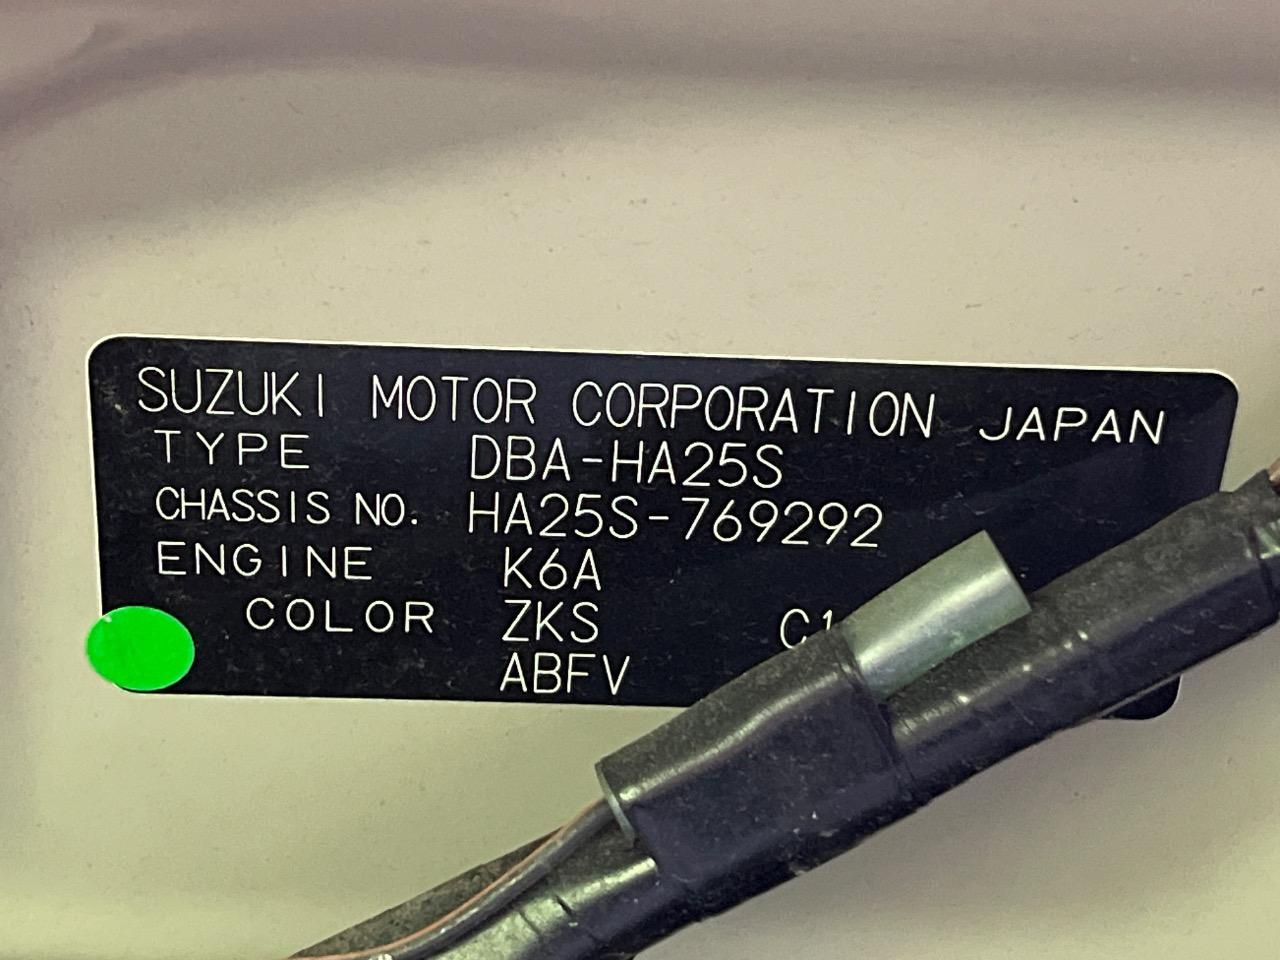 SUZUKI MOTOR CORPORATION JAPAN
TYPE DBA-HA25S
CHASSIS NO. HA25S-769292
ENGINE K6A
COLOR ZKS
ABFV